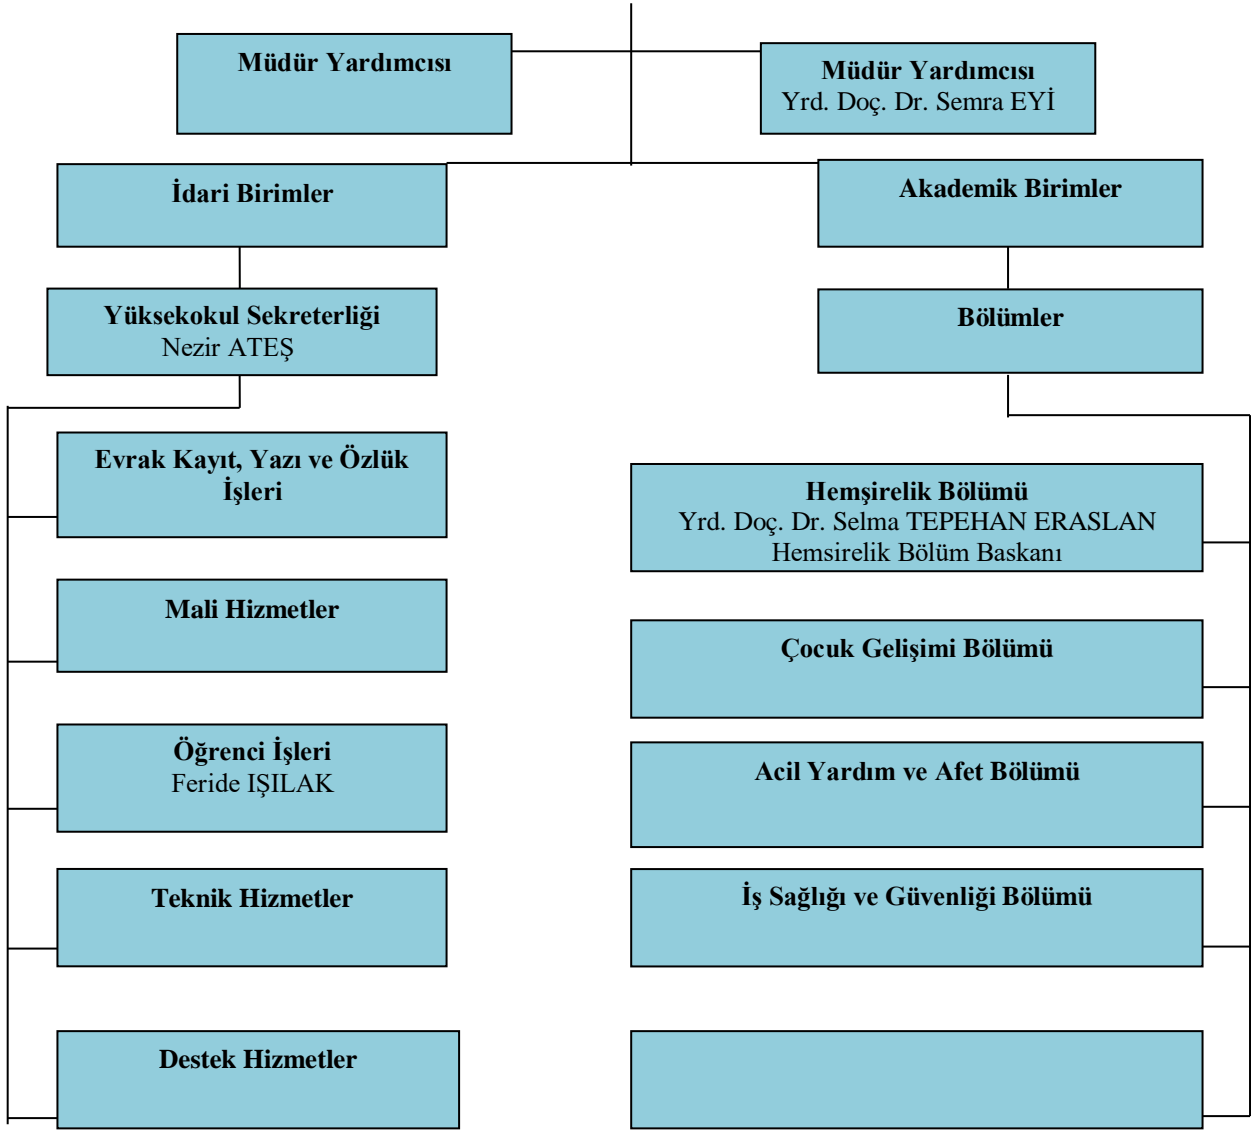 Müdür Yardımcısı
Müdür Yardımcısı
Yrd. Doç. Dr. Semra EYİ
İdari Birimler
Akademik Birimler
Yüksekokul Sekreterliği
Nezir ATEŞ
Bölümler
Evrak Kayıt, Yazı ve Özlük
İşleri
Hemşirelik Bölümü
Yrd. Doç. Dr. Selma TEPEHAN ERASLAN
Hemsirelik Bölüm Baskanı
Mali Hizmetler
Çocuk Gelişimi Bölümü
Öğrenci İşleri
Feride IŞILAK
Acil Yardım ve Afet Bölümü
Teknik Hizmetler
İş Sağlığı ve Güvenliği Bölümü
Destek Hizmetler